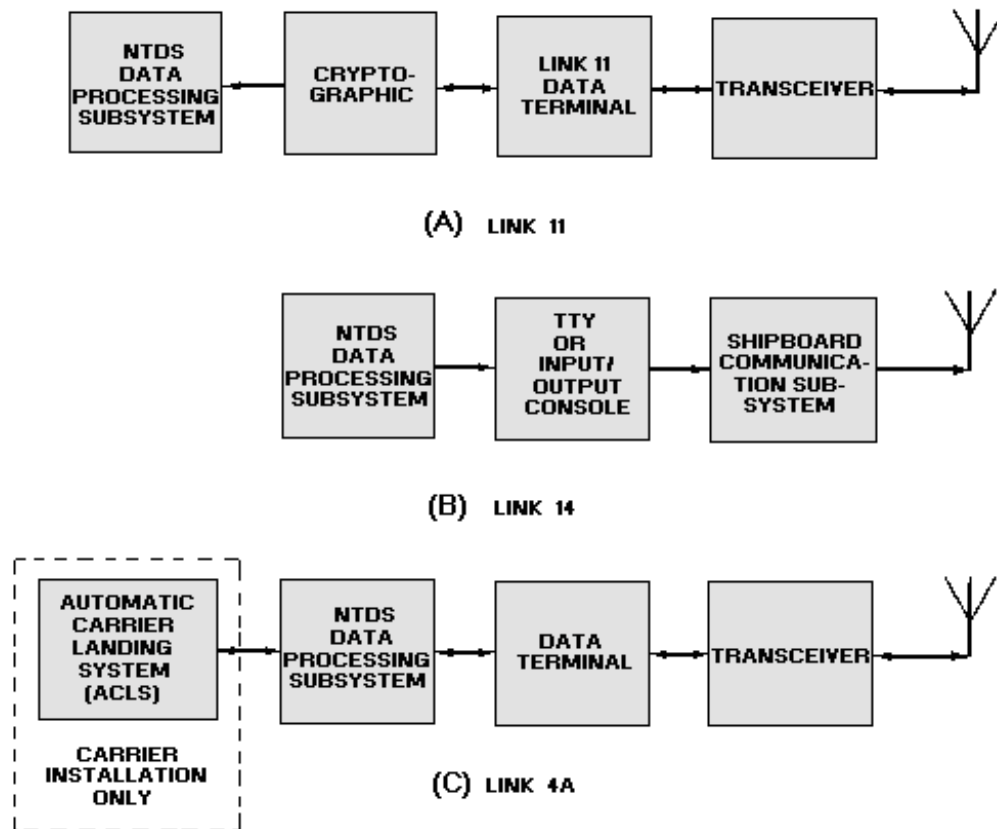 NTDS
DATA
PROCESSING
SUBSYSTEM
CRYPTO-
GRAPHIC
LINK 11
DATA
TERMINAL
TRANSCEIVER
(A) LINK 11
NTDS
DATA
PROCESSING
SUBSYSTEM
TTY
OR
INPUT/
OUTPUT
CONSOLE
SHIPBOARD
COMMUNICA-
TION SUB-
SYSTEM
(B) LINK 14
AUTOMATIC
CARRIER
LANDING
SYSTEM
(ACLS)
CARRIER
INSTALLATION
ONLY
NTDS
DATA
PROCESSING
SUBSYSTEM
DATA
TERMINAL
TRANSCEIVER
(C) LINK 4A